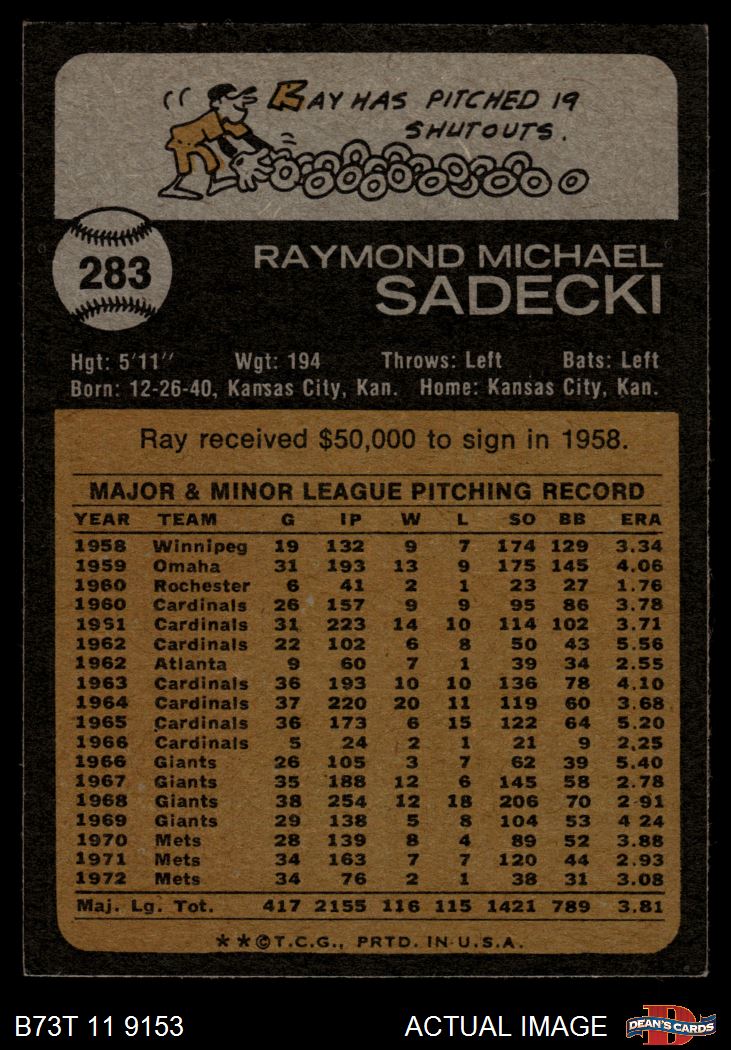 RAY HAS PITCHED 19
SHUTOUTS.
283
RAYMOND MICHAEL
SADECKI
Hgt: 5'11" Wgt: 194 Throws: Left Bats: Left
Born: 12-26-40, Kansas City, Kan. Home: Kansas City, Kan.
Ray received $50,000 to sign in 1958.
MAJOR & MINOR LEAGUE PITCHING RECORD
YEAR TEAM G IP W L SO BB ERA
1958 Winnipeg 19 132 9 7 174 129 3.34
1959 Omaha 31 193 13 9 175 145 4.06
1960 Rochester 6 41 2 1 23 27 1.76
1960 Cardinals 26 157 9 9 95 86 3.78
1961 Cardinals 31 223 14 10 114 102 3.71
1962 Cardinals 22 102 6 8 50 43 5.56
1962 Atlanta 9 60 7 1 39 34 2.55
1963 Cardinals 36 193 10 10 136 78 4.10
1964 Cardinals 37 220 20 11 119 60 3.68
1965 Cardinals 36 173 6 15 122 64 5.20
1966 Cardinals 5 24 2 1 21 9 2.25
1966 Giants 26 105 3 7 62 39 5.40
1967 Giants 35 188 12 6 145 58 2.78
1968 Giants 38 254 12 18 206 70 2.91
1969 Giants 29 138 5 8 104 53 4.24
1970 Mets 28 139 8 4 89 52 3.88
1971 Mets 34 163 7 7 120 44 2.93
1972 Mets 34 76 2 1 38 31 3.08
Maj. Lg. Tot. 417 2155 116 115 1421 789 3.81
**©T.C.G., PRTD. IN U.S.A.
B73T 11 9153 ACTUAL IMAGE DEAN'S CARDS